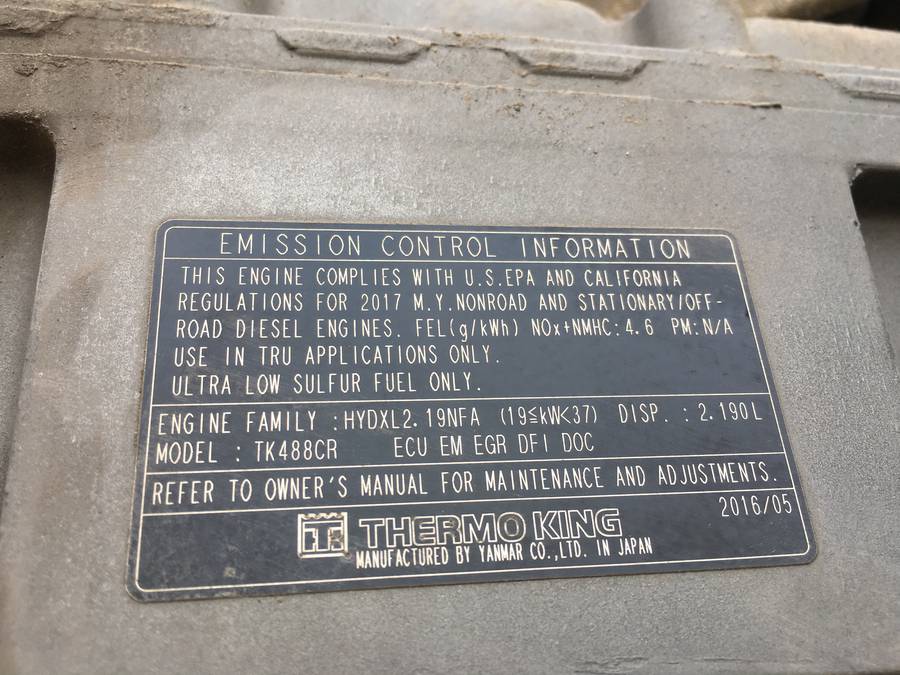 EMISSION CONTROL INFORMATION
THIS ENGINE COMPLIES WITH U.S.EPA AND CALIFORNIA
REGULATIONS FOR 2017 M.Y.NONROAD AND STATIONARY/OFF-
ROAD DIESEL ENGINES. FEL(g/kWh) NOx+NMHC:4.6 PM:N/A
USE IN TRU APPLICATIONS ONLY.
ULTRA LOW SULFUR FUEL ONLY.
ENGINE FAMILY :HYDXL2.19NFA (19≦kW<37) DISP. : 2.190L
MODEL : TK488CR ECU EM EGR DFI DOC
REFER TO OWNER'S MANUAL FOR MAINTENANCE AND ADJUSTMENTS.
2016/05
TK THERMO KING
MANUFACTURED BY YANMAR CO.,LTD. IN JAPAN